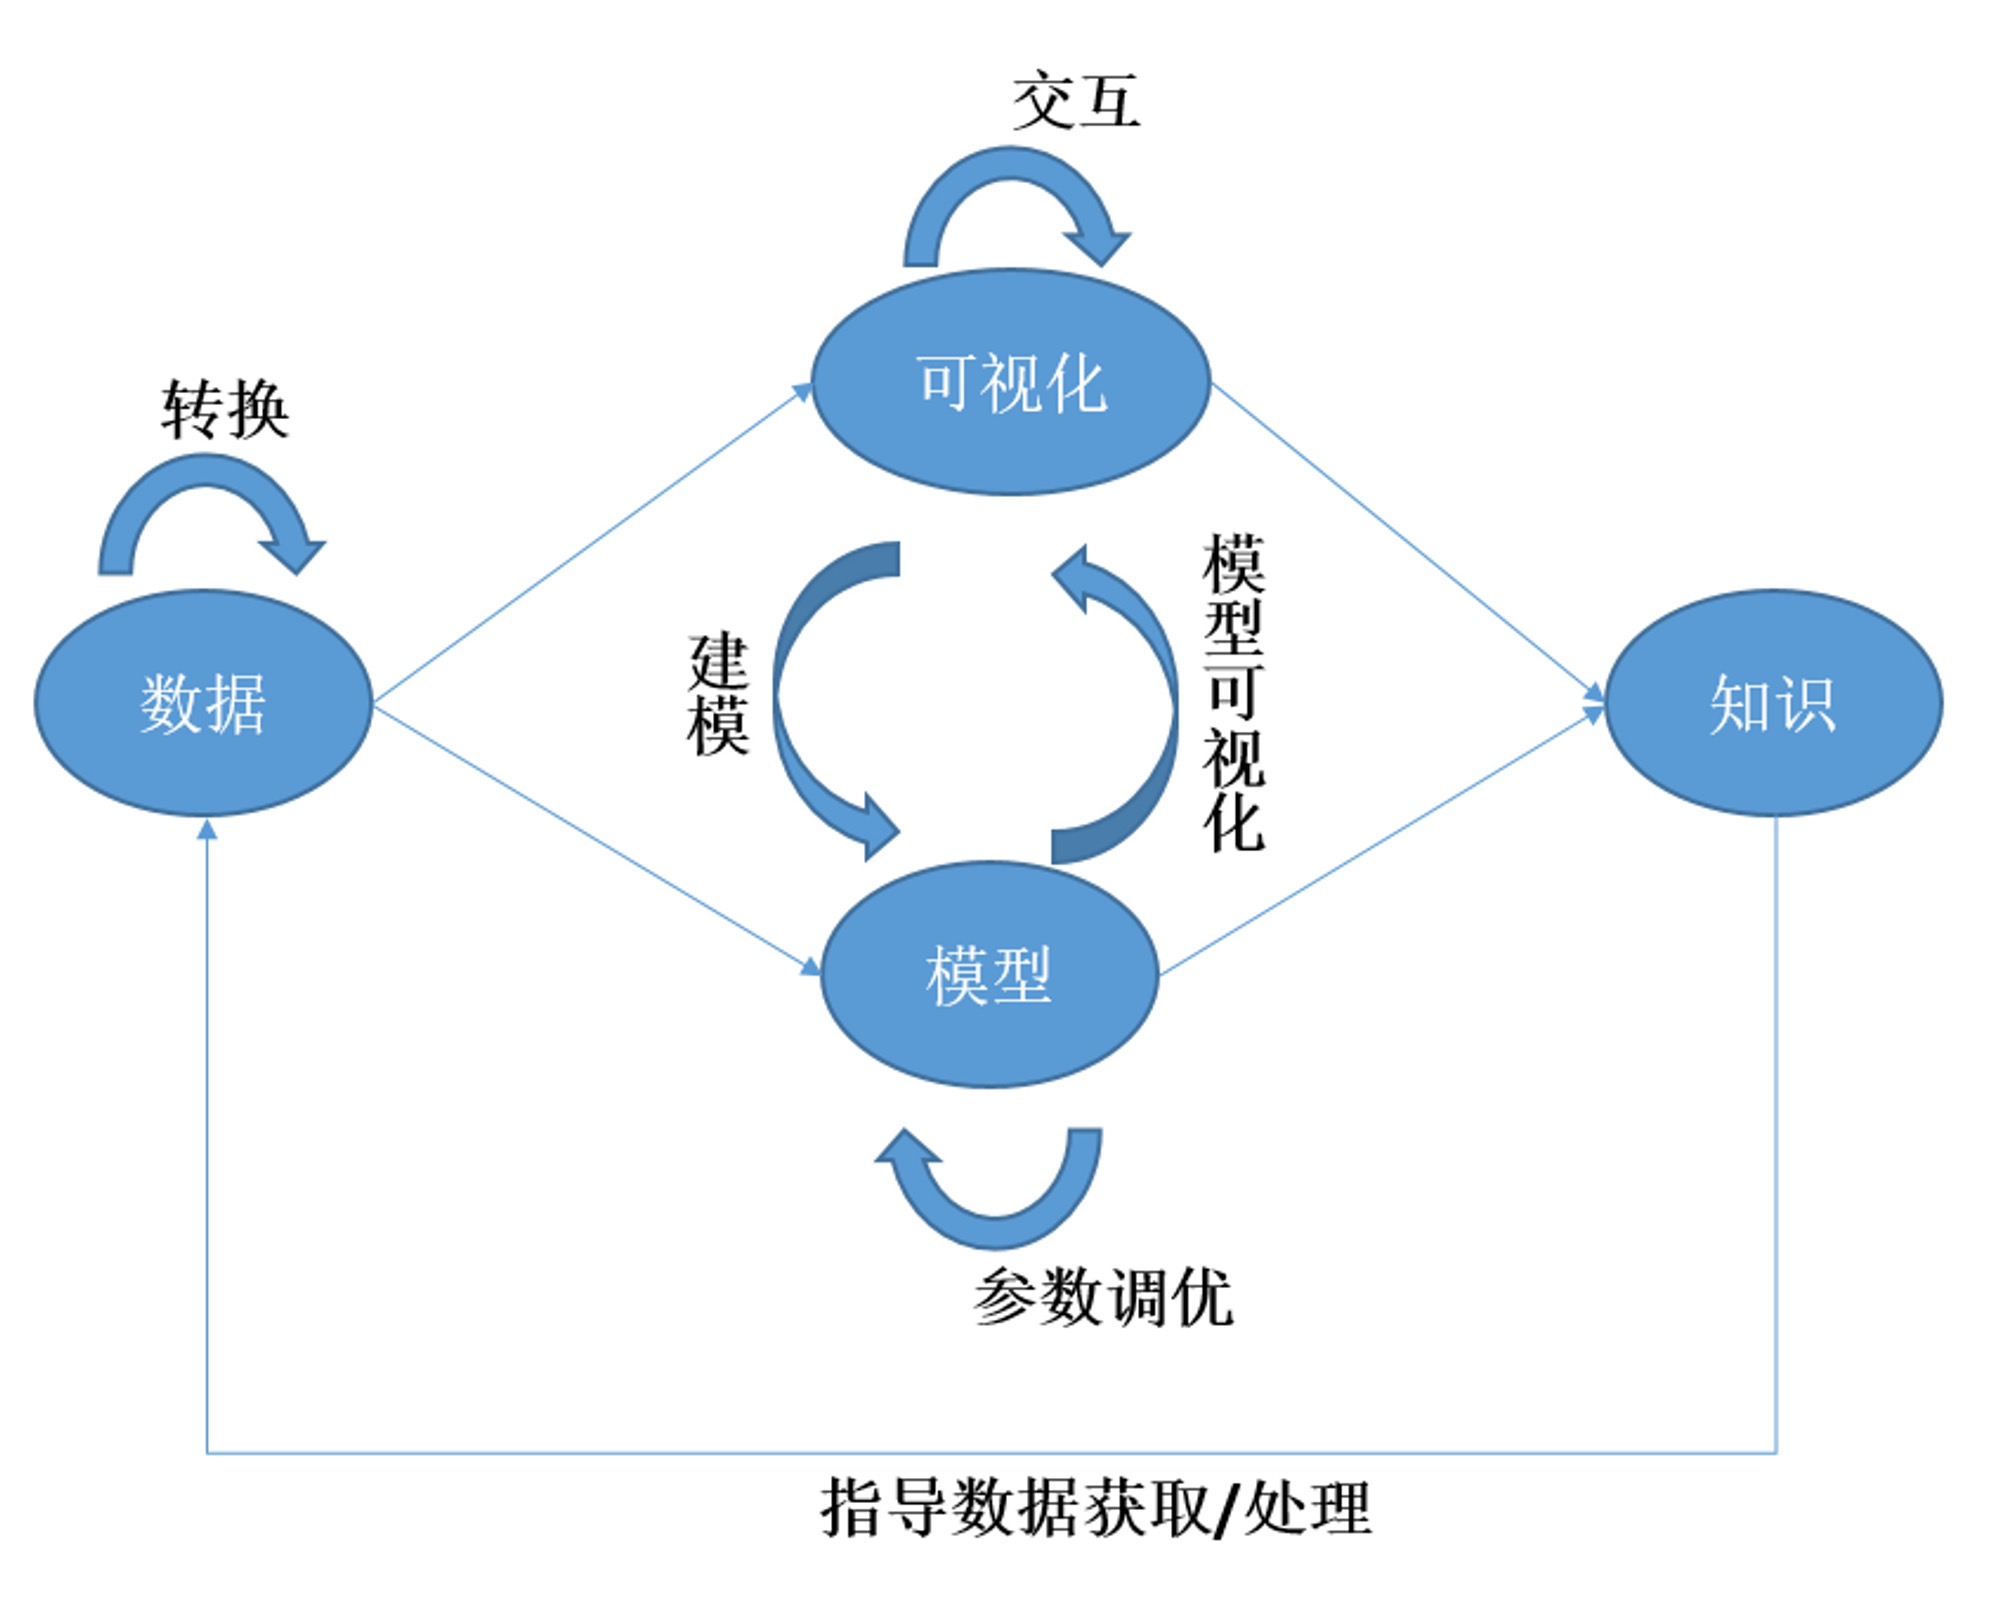 交互
可视化
转换
数据
建模
模型可视化
知识
模型
参数调优
指导数据获取/处理